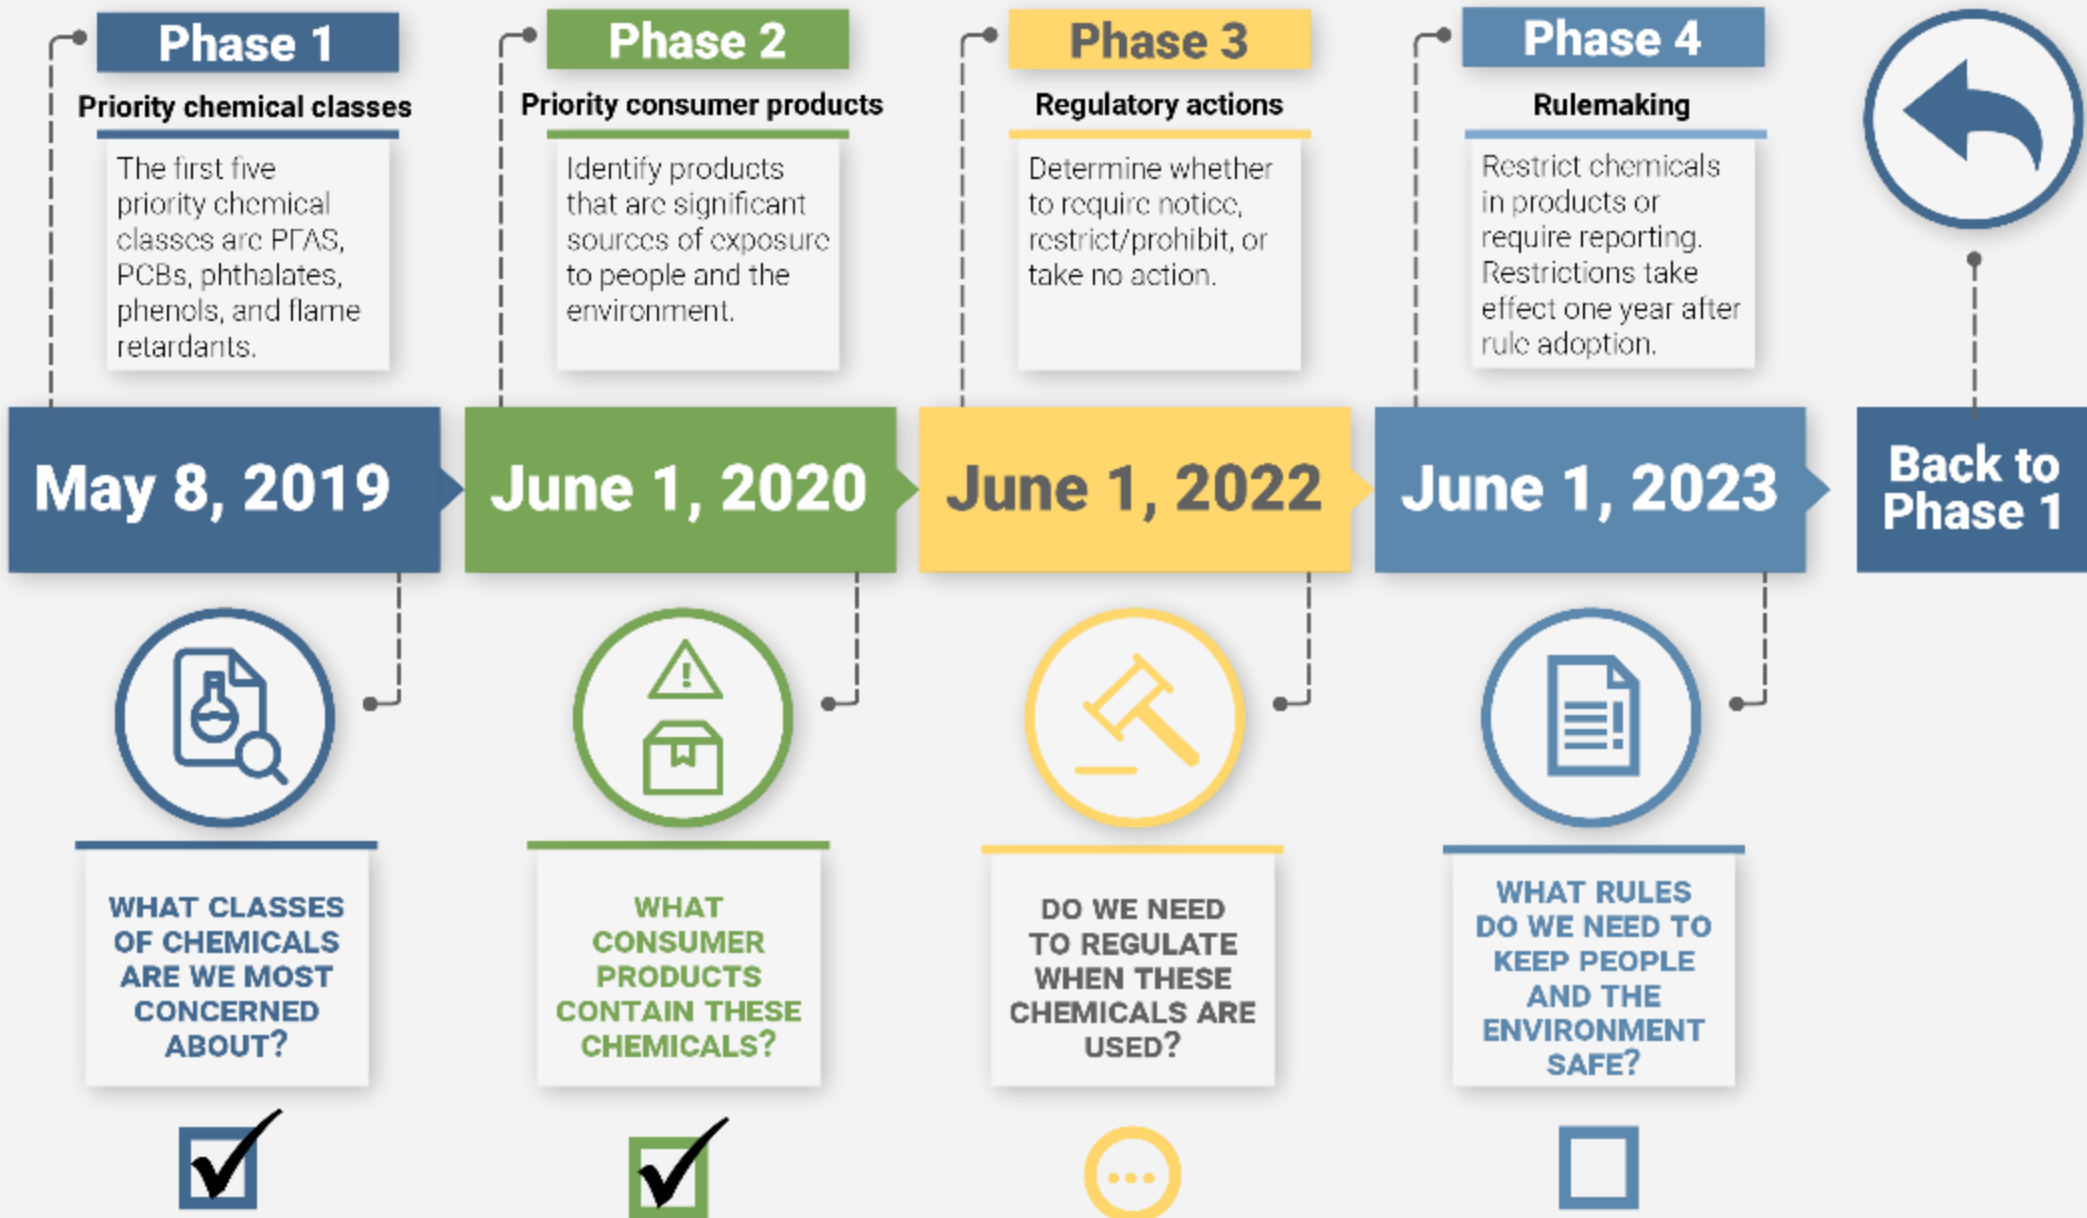 Phase 1
Priority chemical classes
The first five
priority chemical
classes are PFAS,
PCBs, phthalates,
phenols, and flame
retardants.
May 8, 2019
WHAT CLASSES
OF CHEMICALS
ARE WE MOST
CONCERNED
ABOUT?
Phase 2
Priority consumer products
Identify products
that are significant
sources of exposure
to people and the
environment.
June 1, 2020
WHAT
CONSUMER
PRODUCTS
CONTAIN THESE
CHEMICALS?
Phase 3
Regulatory actions
Determine whether
to require notice,
restrict/prohibit, or
take no action.
June 1, 2022
DO WE NEED
TO REGULATE
WHEN THESE
CHEMICALS ARE
USED?
Phase 4
Rulemaking
Restrict chemicals
in products or
require reporting.
Restrictions take
effect one year after
rule adoption.
June 1, 2023
WHAT RULES
DO WE NEED TO
KEEP PEOPLE
AND THE
ENVIRONMENT
SAFE?
Back to
Phase 1